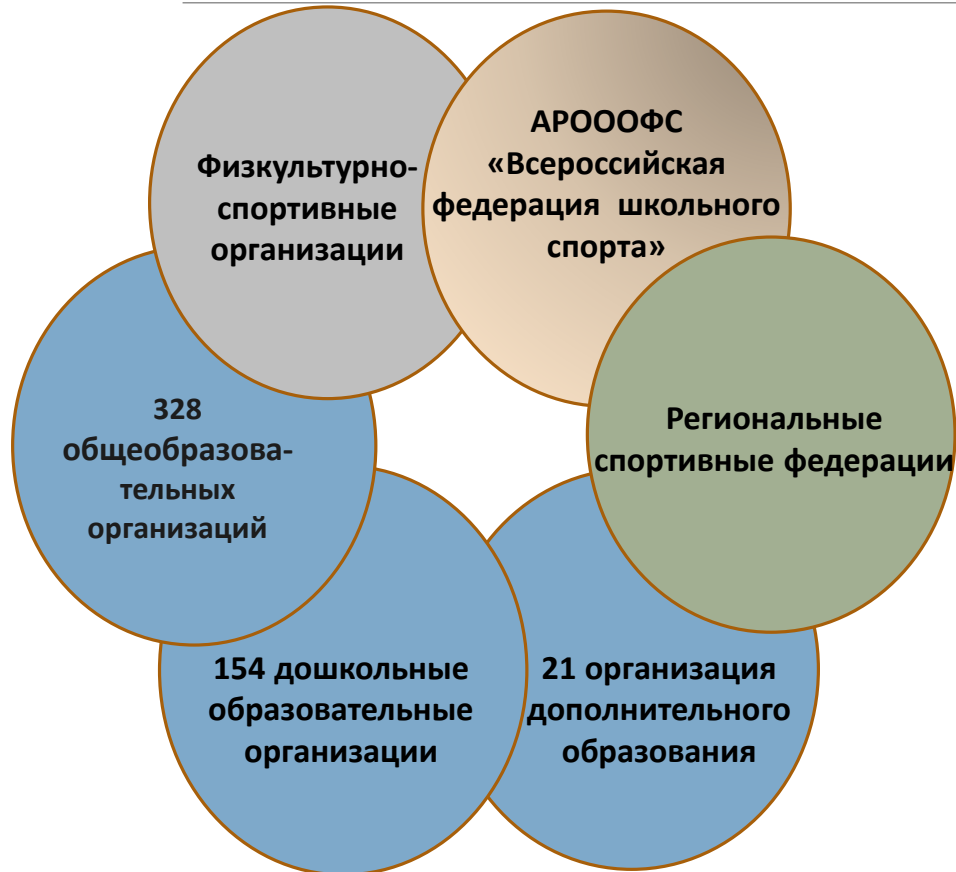 АРОООФС
«Всероссийская
федерация школьного
спорта»
Физкультурно-
спортивные
организации
328
общеобразова-
тельных
организаций
Региональные
спортивные федерации
154 дошкольные
образовательные
организации
21 организация
дополнительного
образования